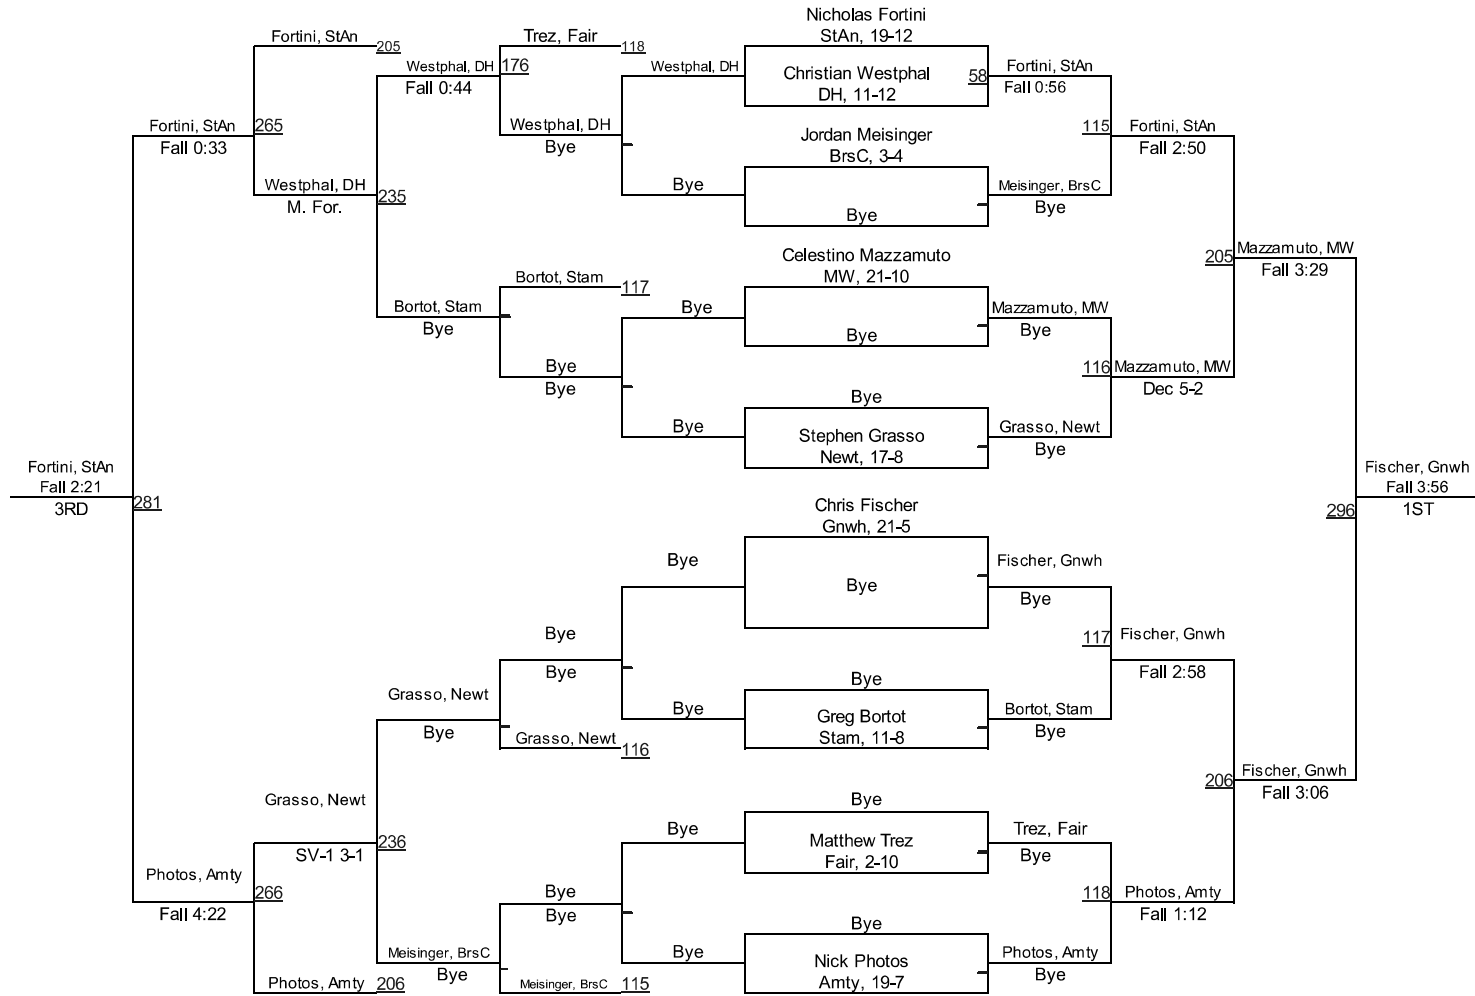 Nicholas Fortini
Fortini, StAn
Trez, Fair
StAn, 19-12
205
118
Westphal, DH
176
Westphal, DH
Christian Westphal
58
Fortini, StAn
Fall 0:44
DH, 11-12
Fall 0:56
Fortini, StAn
265
Westphal, DH
Jordan Meisinger
115
Fortini, StAn
Fall 0:33
Bye
BrsC, 3-4
Fall 2:50
Westphal, DH
235
Bye
Meisinger, BrsC
M. For.
Bye
Bye
Celestino Mazzamuto
205
Mazzamuto, MW
Bortot, Stam
117
MW, 21-10
Fall 3:29
Bortot, Stam
Bye
Mazzamuto, MW
Bye
Bye
Bye
Bye
116
Mazzamuto, MW
Bye
Bye
Dec 5-2
Bye
Stephen Grasso
Grasso, Newt
Newt, 17-8
Bye
Fortini, StAn
Fischer, Gnwh
Fall 2:21
Fall 3:56
3RD
281
Chris Fischer
296
1ST
Gnwh, 21-5
Bye
Fischer, Gnwh
Bye
Bye
Bye
117
Fischer, Gnwh
Bye
Bye
Fall 2:58
Grasso, Newt
Bye
Greg Bortot
Bortot, Stam
Bye
Grasso, Newt
116
Stam, 11-8
Bye
206
Fischer, Gnwh
Grasso, Newt
Bye
Fall 3:06
Bye
Trez, Fair
236
Matthew Trez
SV-1 3-1
Fair, 2-10
Bye
Photos, Amty
266
Bye
118
Photos, Amty
Fall 4:22
Bye
Bye
Fall 1:12
Meisinger, BrsC
Bye
Nick Photos
Photos, Amty
Bye
Photos, Amty
206
Meisinger, BrsC
115
Amty, 19-7
Bye